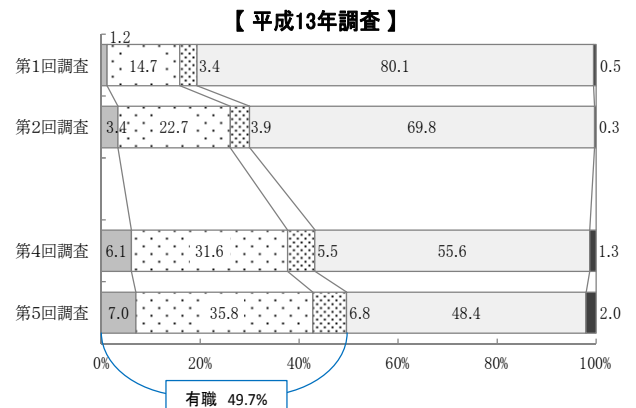 【 平成13年調査 】
1.2
第1回調査 14.7 3.4 80.1 0.5
第2回調査 3.4 22.7 3.9 69.8 0.3
第4回調査 6.1 31.6 5.5 55.6 1.3
第5回調査 7.0 35.8 6.8 48.4 2.0
0% 20% 40% 60% 80% 100%
有職 49.7%